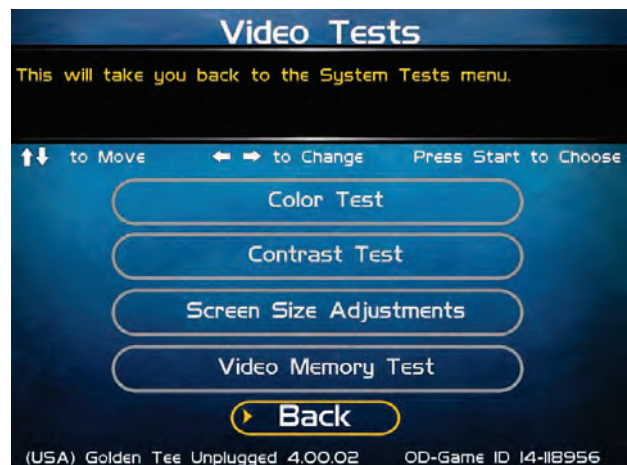 Video Tests
This will take you back to the System Tests menu.
to Move to Change Press Start to Choose
Color Test
Contrast Test
Screen Size Adjustments
Video Memory Test
Back
(USA) Golden Tee Unplugged 4.00.02 OD-Game ID 14-118956